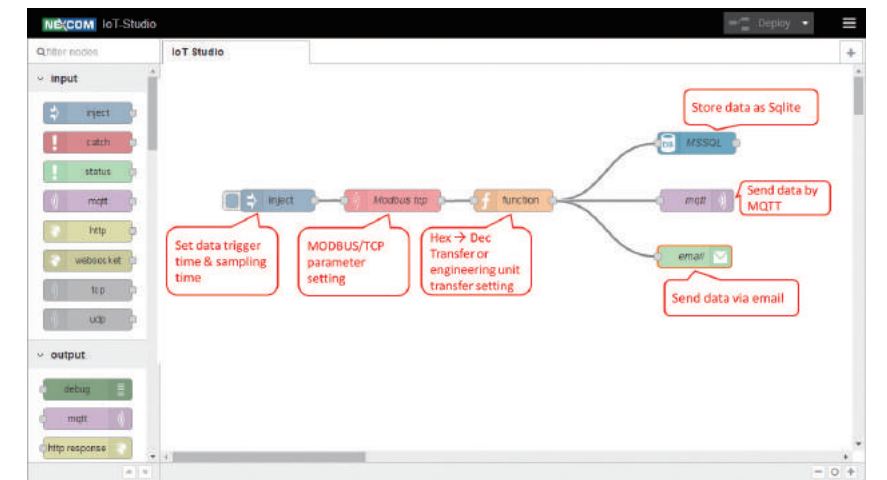 NEXCOM IoT-Studio
Deploy
filter nodes
IoT Studio
input
inject
catch
status
mqtt
http
websocket
tcp
udp
output
debug
mqtt
http response
inject
Modbus tcp
function
MSSQL
mqtt
email
Store data as Sqlite
Send data by
MQTT
Set data trigger
time & sampling
time
MODBUS/TCP
parameter
setting
Hex → Dec
Transfer or
engineering unit
transfer setting
Send data via email